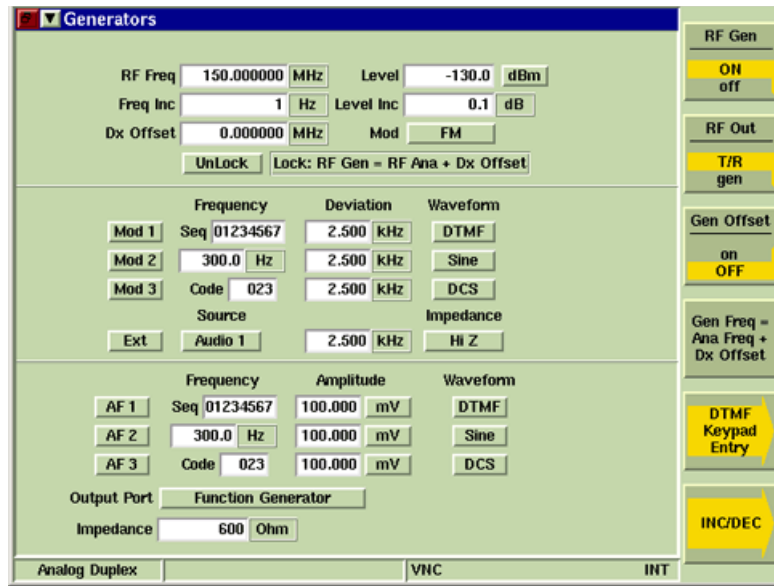 Generators
RF Freq 150.000000 MHz Level -130.0 dBm
Freq Inc 1 Hz Level Inc 0.1 dB
Dx Offset 0.000000 MHz Mod FM
UnLock Lock: RF Gen = RF Ana + Dx Offset
Frequency Deviation Waveform
Mod 1 Seq 01234567 2.500 kHz DTMF
Mod 2 300.0 Hz 2.500 kHz Sine
Mod 3 Code 023 2.500 kHz DCS
Source Impedance
Ext Audio 1 2.500 kHz Hi Z
Frequency Amplitude Waveform
AF 1 Seq 01234567 100.000 mV DTMF
AF 2 300.0 Hz 100.000 mV Sine
AF 3 Code 023 100.000 mV DCS
Output Port Function Generator
Impedance 600 Ohm
Analog Duplex VNC INT
RF Gen
ON
off
RF Out
T/R
gen
Gen Offset
on
OFF
Gen Freq =
Ana Freq +
Dx Offset
DTMF
Keypad
Entry
INC/DEC